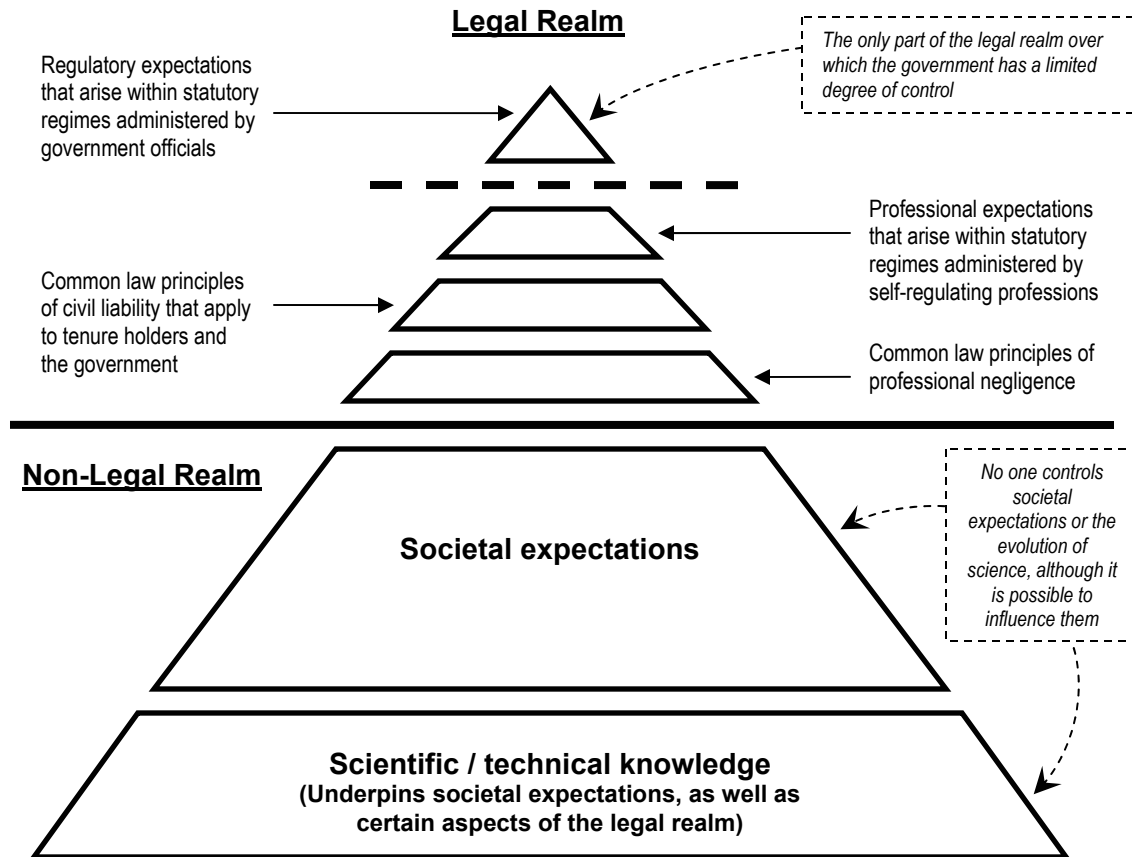 Legal Realm
The only part of the legal realm over
which the government has a limited
degree of control
Regulatory expectations
that arise within statutory
regimes administered by
government officials
Professional expectations
that arise within statutory
regimes administered by
self-regulating professions
Common law principles
of civil liability that apply
to tenure holders and
the government
Common law principles of
professional negligence
Non-Legal Realm
No one controls
societal
expectations or the
evolution of
science, although it
is possible to
influence them
Societal expectations
Scientific / technical knowledge
(Underpins societal expectations, as well as
certain aspects of the legal realm)